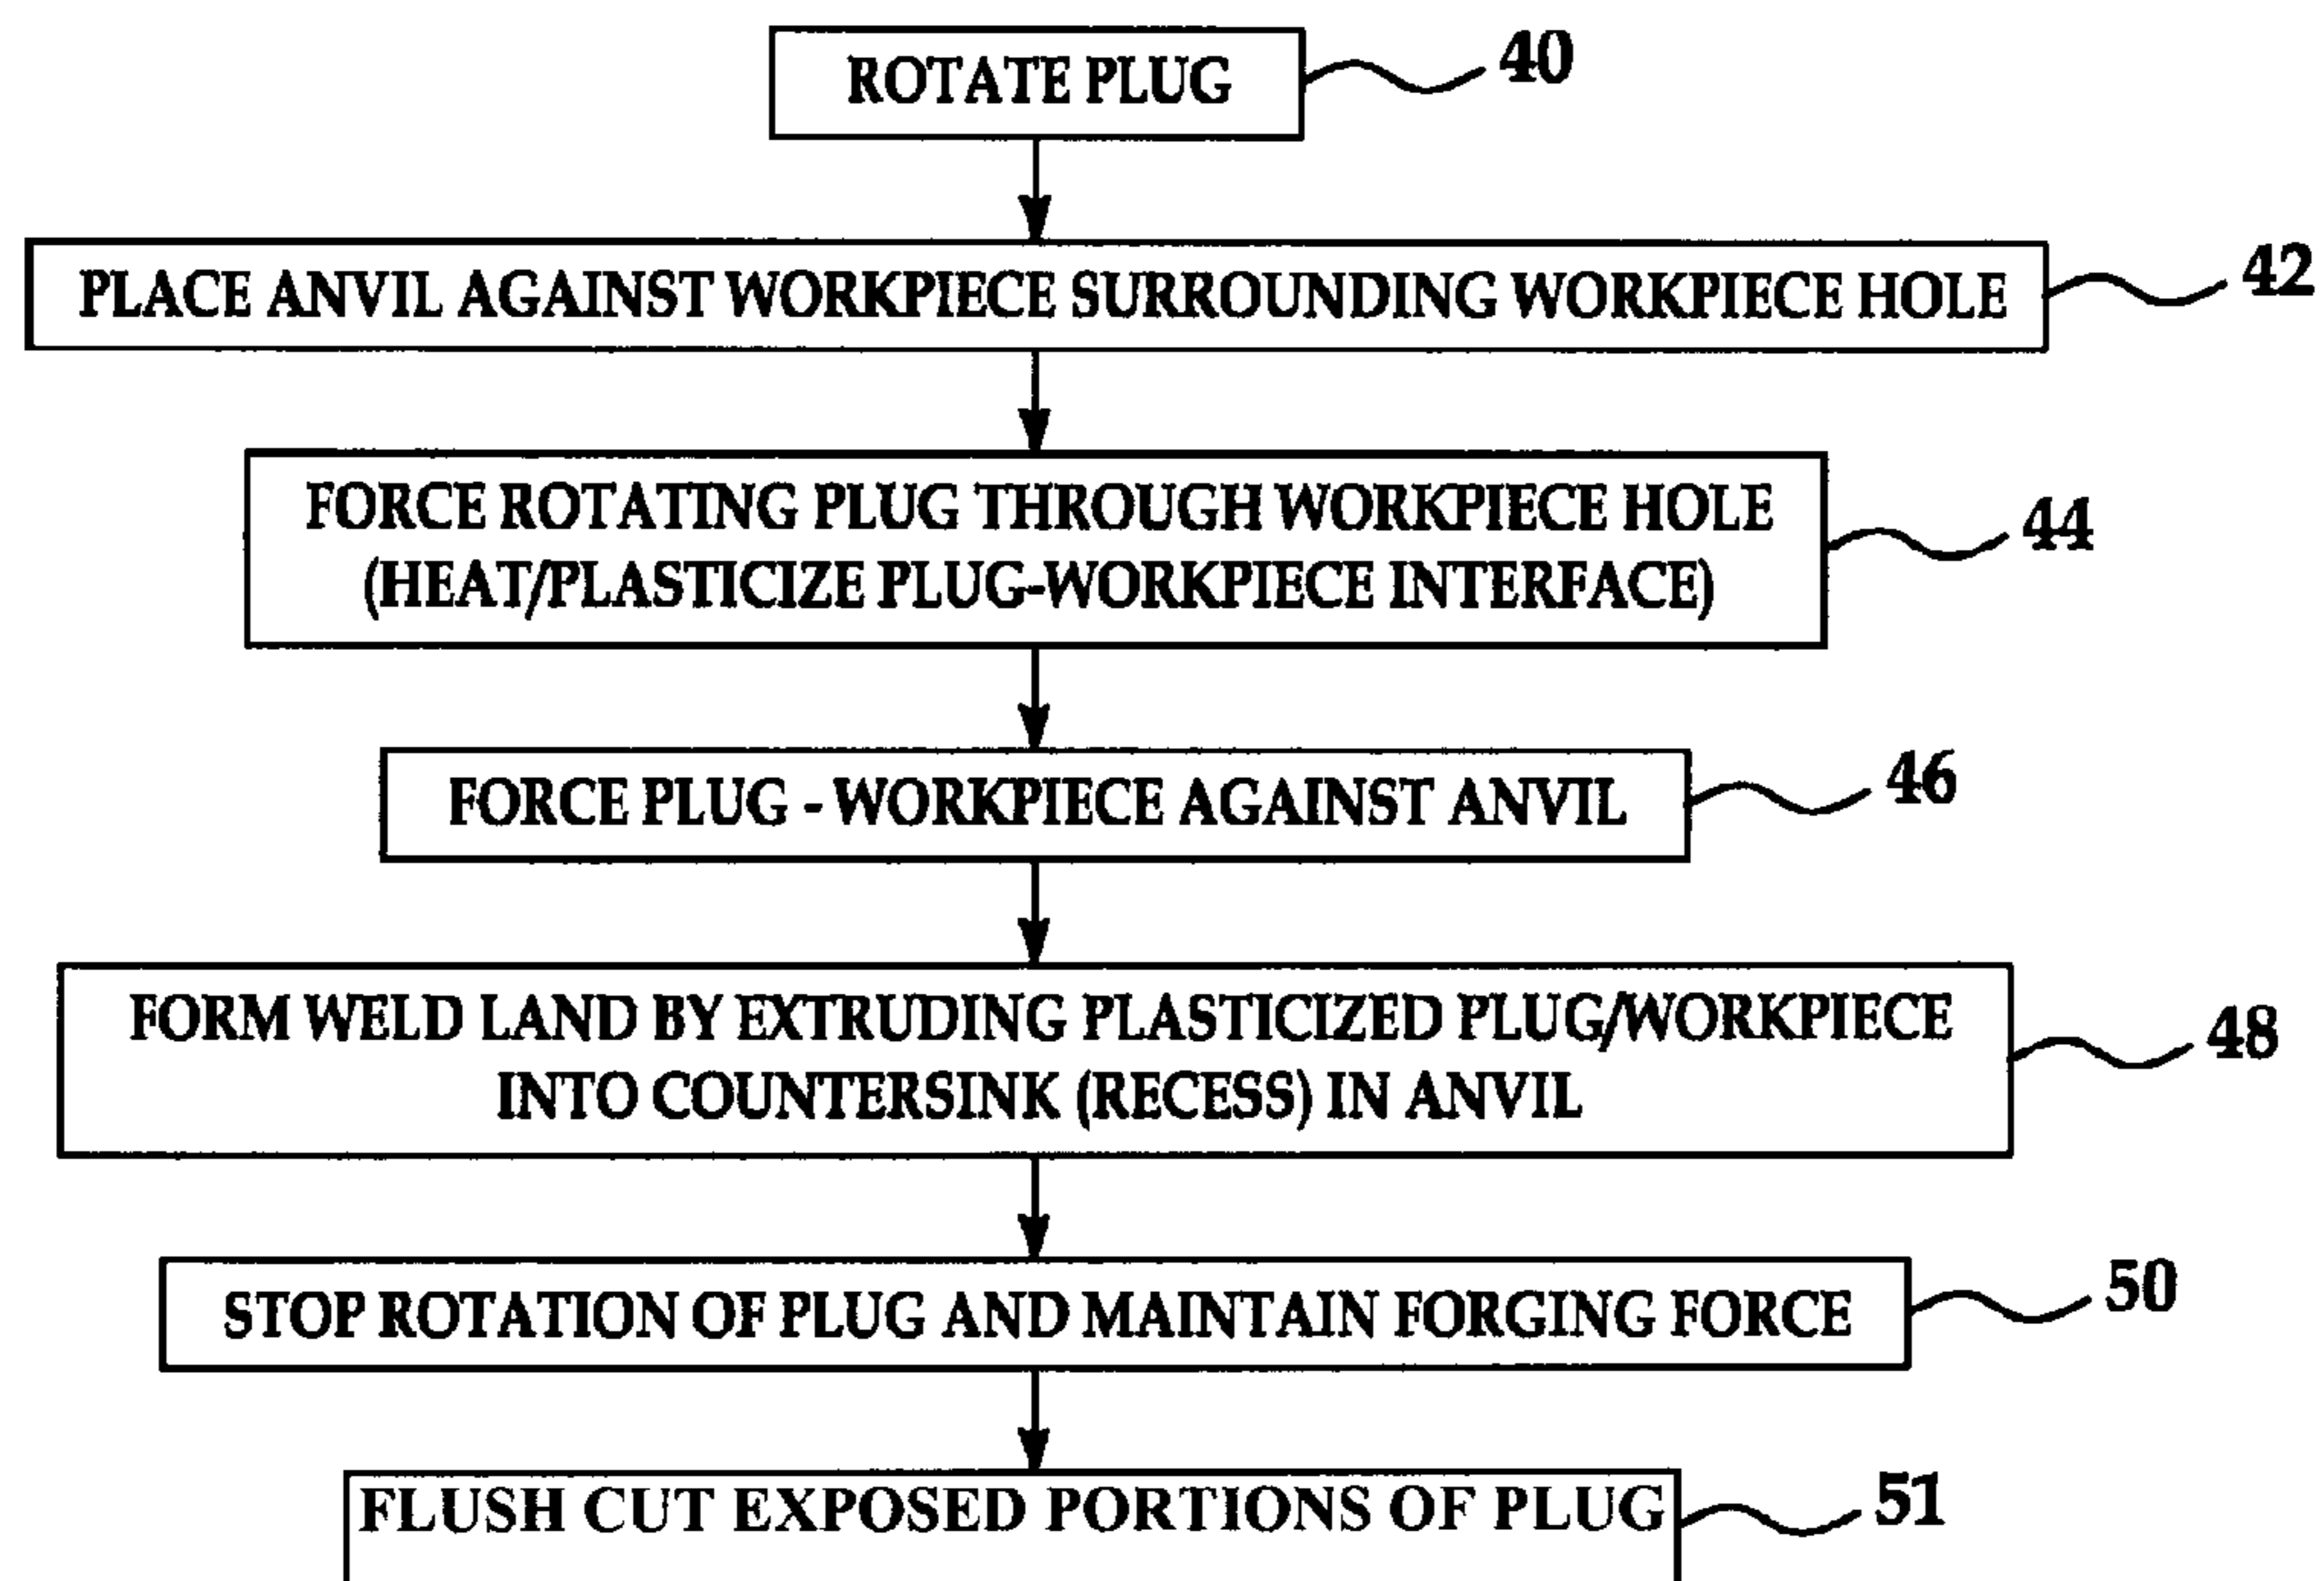 ROTATE PLUG
40
PLACE ANVIL AGAINST WORKPIECE SURROUNDING WORKPIECE HOLE
42
FORCE ROTATING PLUG THROUGH WORKPIECE HOLE
(HEAT/PLASTICIZE PLUG-WORKPIECE INTERFACE)
44
FORCE PLUG - WORKPIECE AGAINST ANVIL
46
FORM WELD LAND BY EXTRUDING PLASTICIZED PLUG/WORKPIECE
INTO COUNTERSINK (RECESS) IN ANVIL
48
STOP ROTATION OF PLUG AND MAINTAIN FORGING FORCE
50
FLUSH CUT EXPOSED PORTIONS OF PLUG
51